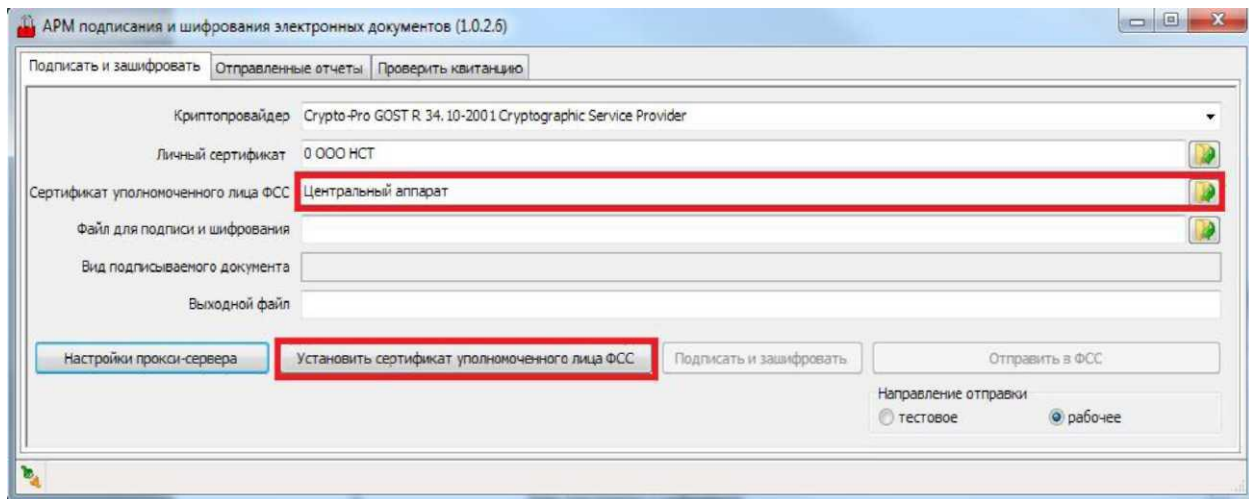 АРМ подписания и шифрования электронных документов (1.0.2.6)
Подписать и зашифровать Отправленные отчеты Проверить квитанцию
Криптопровайдер Crypto-Pro GOST R 34.10-2001 Cryptographic Service Provider
Личный сертификат 0 ООО НСТ
Сертификат уполномоченного лица ФСС Центральный аппарат
Файл для подписи и шифрования
Вид подписываемого документа
Выходной файл
Настройки прокси-сервера Установить сертификат уполномоченного лица ФСС Подписать и зашифровать Отправить в ФСС
Направление отправки
тестовое рабочее